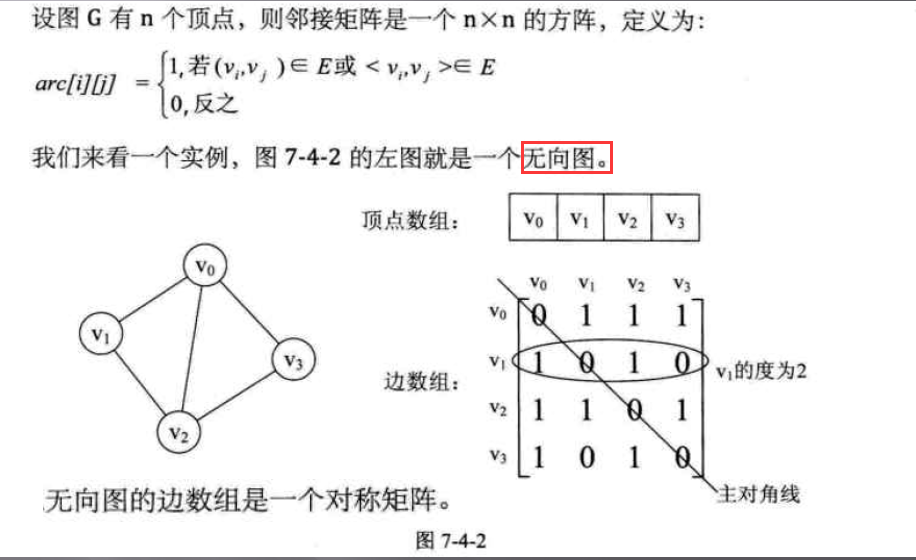 设图 G 有 n 个顶点，则邻接矩阵是一个 n×n 的方阵，定义为：
arc[i][j] = {1,若(vᵢ,vⱼ)∈E或<vᵢ,vⱼ>∈E
0,反之
我们来看一个实例，图 7-4-2 的左图就是一个无向图。
顶点数组： v₀ v₁ v₂ v₃
v₀
v₁
v₃
v₂
边数组：
v₀ v₁ v₂ v₃
v₀ 0 1 1 1
v₁ 1 0 1 0 v₁的度为2
v₂ 1 1 0 1
v₃ 1 0 1 0
主对角线
无向图的边数组是一个对称矩阵。
图 7-4-2